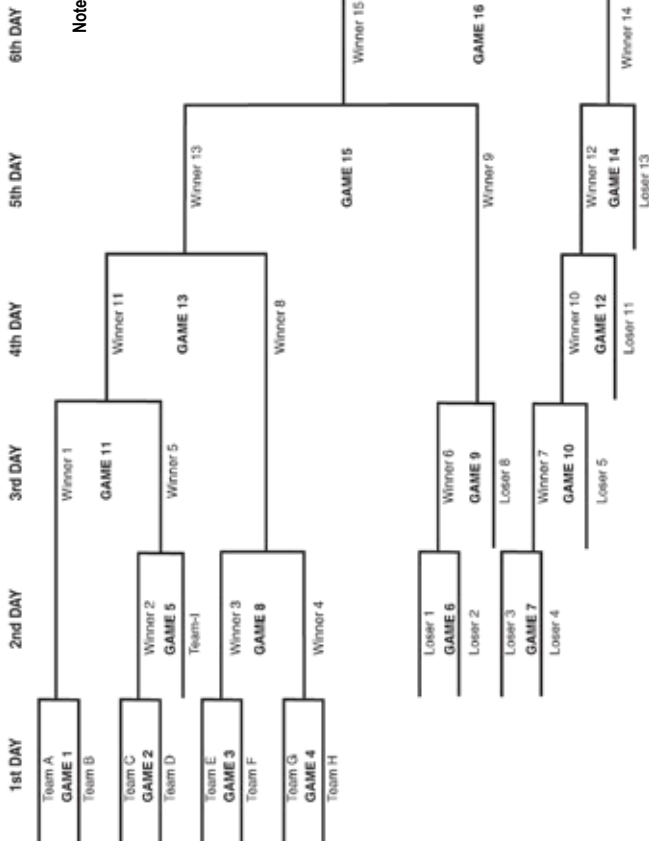 1st DAY
2nd DAY
3rd DAY
4th DAY
5th DAY
6th DAY
Note
Team A
GAME 1
Team B
Team C
GAME 2
Team D
Team E
GAME 3
Team F
Team G
GAME 4
Team H
Winner 2
GAME 5
Team-I
Winner 3
GAME 8
Winner 4
Loser 1
GAME 6
Loser 2
Loser 3
GAME 7
Loser 4
Winner 1
GAME 11
Winner 5
Winner 6
GAME 9
Loser 8
Winner 7
GAME 10
Loser 5
Winner 11
GAME 13
Winner 8
Winner 10
GAME 12
Loser 11
Winner 13
GAME 15
Winner 9
Winner 12
GAME 14
Loser 13
Winner 15
GAME 16
Winner 14